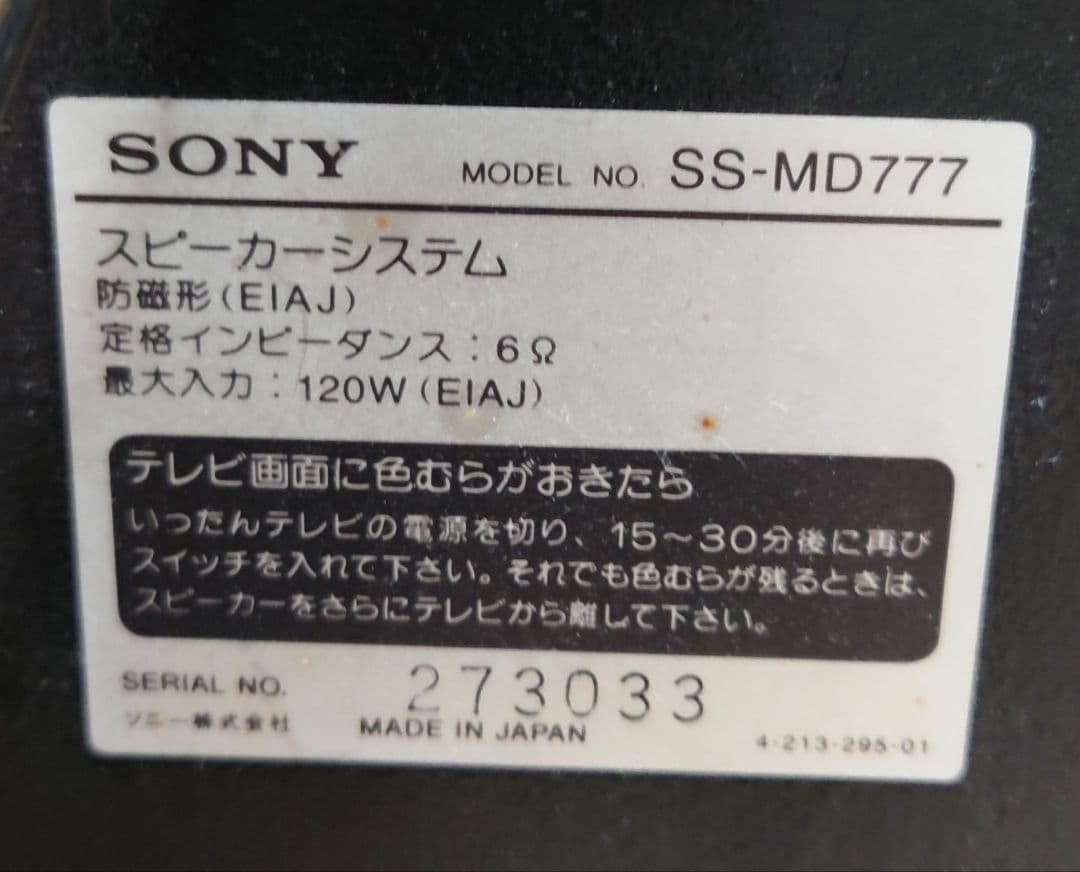 SONY MODEL NO. SS-MD777
スピーカーシステム
防磁形(EIAJ)
定格インピーダンス：6Ω
最大入力：120W(EIAJ)
テレビ画面に色むらがおきたら
いったんテレビの電源を切り、15〜30分後に再び
スイッチを入れて下さい。それでも色むらが残るときは、
スピーカーをさらにテレビから離して下さい。
SERIAL NO. 273033
ソニー株式会社 MADE IN JAPAN
4-213-295-01